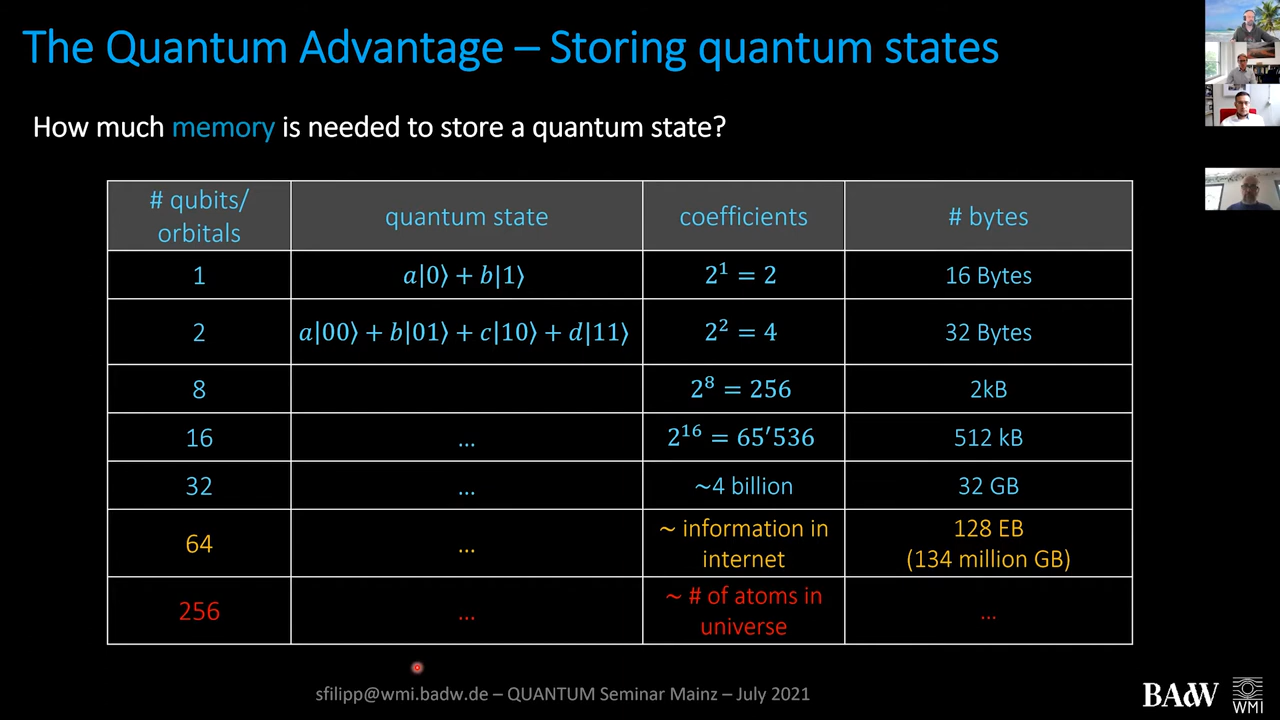 The Quantum Advantage – Storing quantum states
How much memory is needed to store a quantum state?
# qubits/
orbitals
quantum state
coefficients
# bytes
1
a|0⟩ + b|1⟩
2¹ = 2
16 Bytes
2
a|00⟩ + b|01⟩ + c|10⟩ + d|11⟩
2² = 4
32 Bytes
8
2⁸ = 256
2kB
16
...
2¹⁶ = 65′536
512 kB
32
...
~4 billion
32 GB
64
...
~ information in
internet
128 EB
(134 million GB)
256
...
~ # of atoms in
universe
...
sfilipp@wmi.badw.de – QUANTUM Seminar Mainz – July 2021
BAdW
WMI